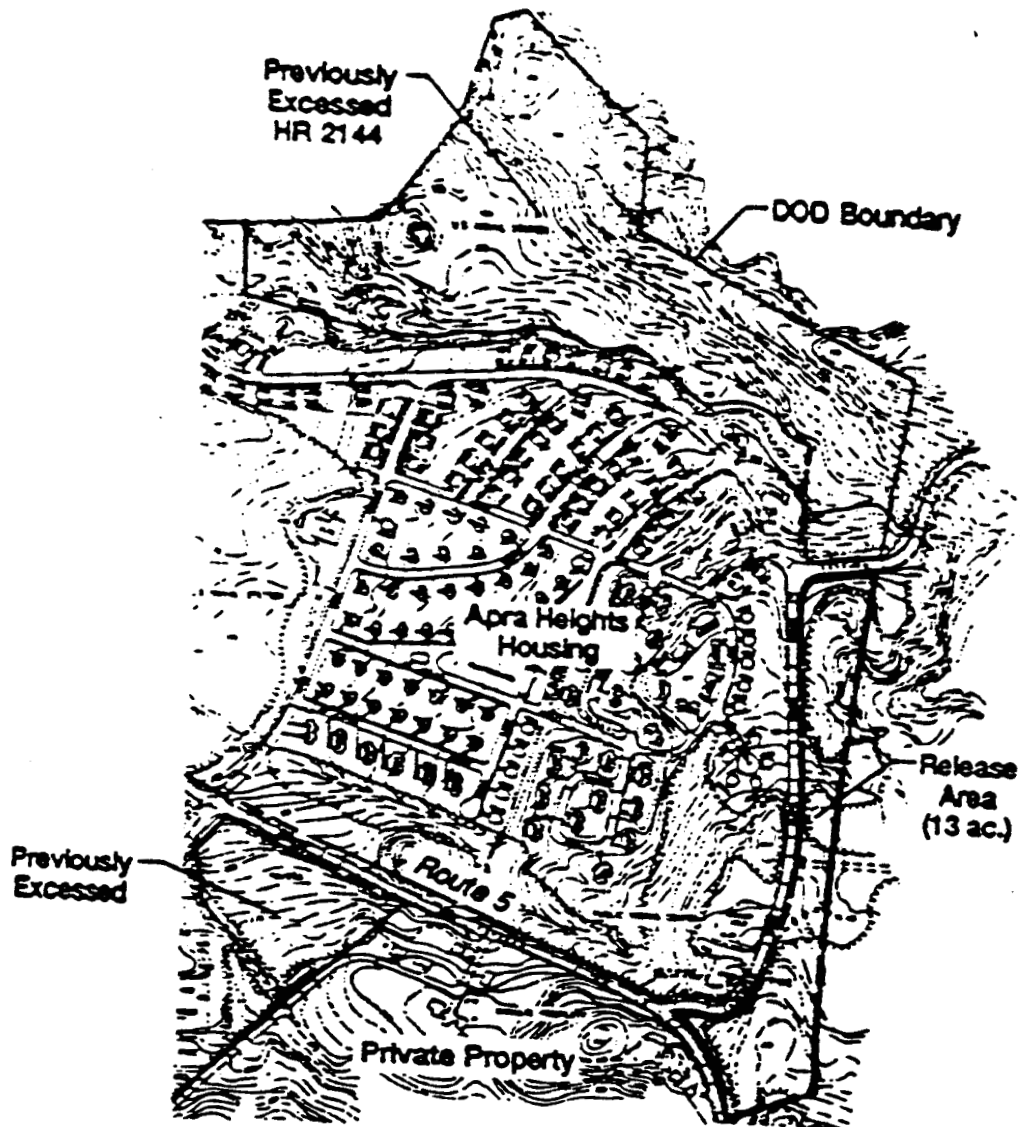 Previously
Excessed
HR 2144
DOD Boundary
Apra Heights
Housing
Release
Area
(13 ac.)
Previously
Excessed
Route 5
Private Property